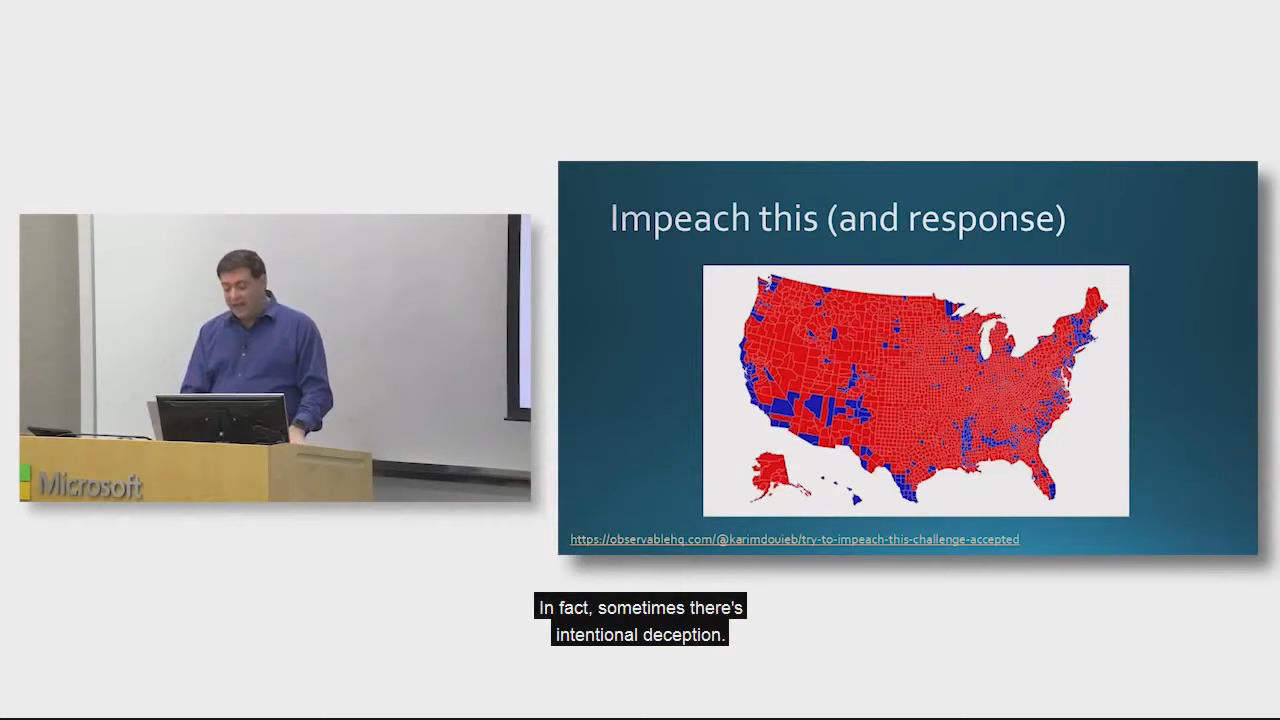 Microsoft
Impeach this (and response)
https://observablehq.com/@karimdouieb/try-to-impeach-this-challenge-accepted
In fact, sometimes there's
intentional deception.